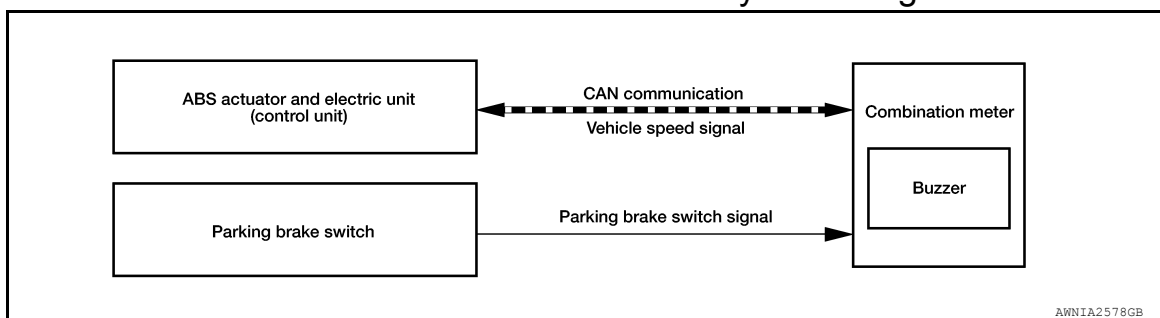 ABS actuator and electric unit
(control unit)
CAN communication
Vehicle speed signal
Combination meter
Buzzer
Parking brake switch
Parking brake switch signal
AWNIA2578GB